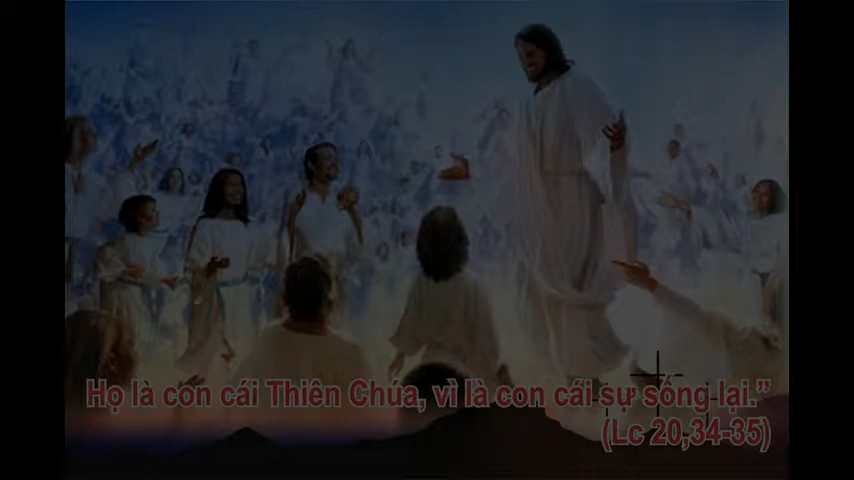 Họ là con cái Thiên Chúa, vì là con cái sự sống lại.”
(Lc 20,34-35)